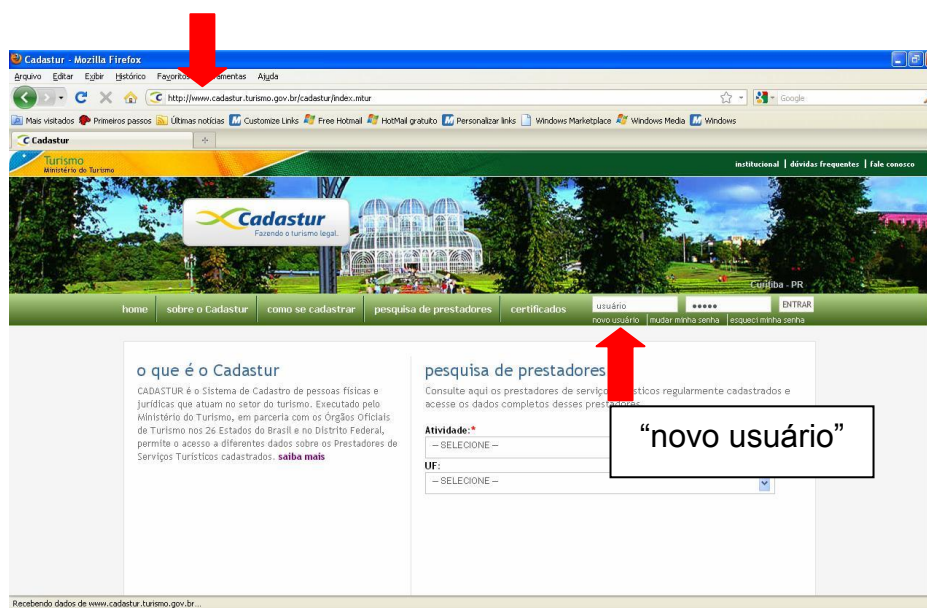 Cadastur - Mozilla Firefox
Arquivo Editar Exibir Histórico Ajuda
http://www.cadastur.turismo.gov.br/cadastur/index.mtur
Google
Mais visitados Primeiros passos Últimas notícias Customize Links Free Hotmail HotMail gratuito Personalizar links Windows Marketplace Windows Media Windows
Cadastur
Turismo
Ministério do Turismo
institucional | dúvidas frequentes | fale conosco
Cadastur
Fazendo o turismo legal.
Curitiba - PR
home sobre o Cadastur como se cadastrar pesquisa de prestadores certificados usuário ENTRAR
novo usuário | mudar minha senha | esqueci minha senha
o que é o Cadastur
CADASTUR é o Sistema de Cadastro de pessoas físicas e
jurídicas que atuam no setor do turismo. Executado pelo
Ministério do Turismo, em parceria com os Órgãos Oficiais
de Turismo nos 26 Estados do Brasil e no Distrito Federal,
permite o acesso a diferentes dados sobre os Prestadores de
Serviços Turísticos cadastrados. saiba mais
pesquisa de prestadores
Consulte aqui os prestadores de regularmente cadastrados e
acesse os dados completos desses
Atividade:*
-- SELECIONE --
UF:
-- SELECIONE --
“novo usuário”
Recebendo dados de www.cadastur.turismo.gov.br...